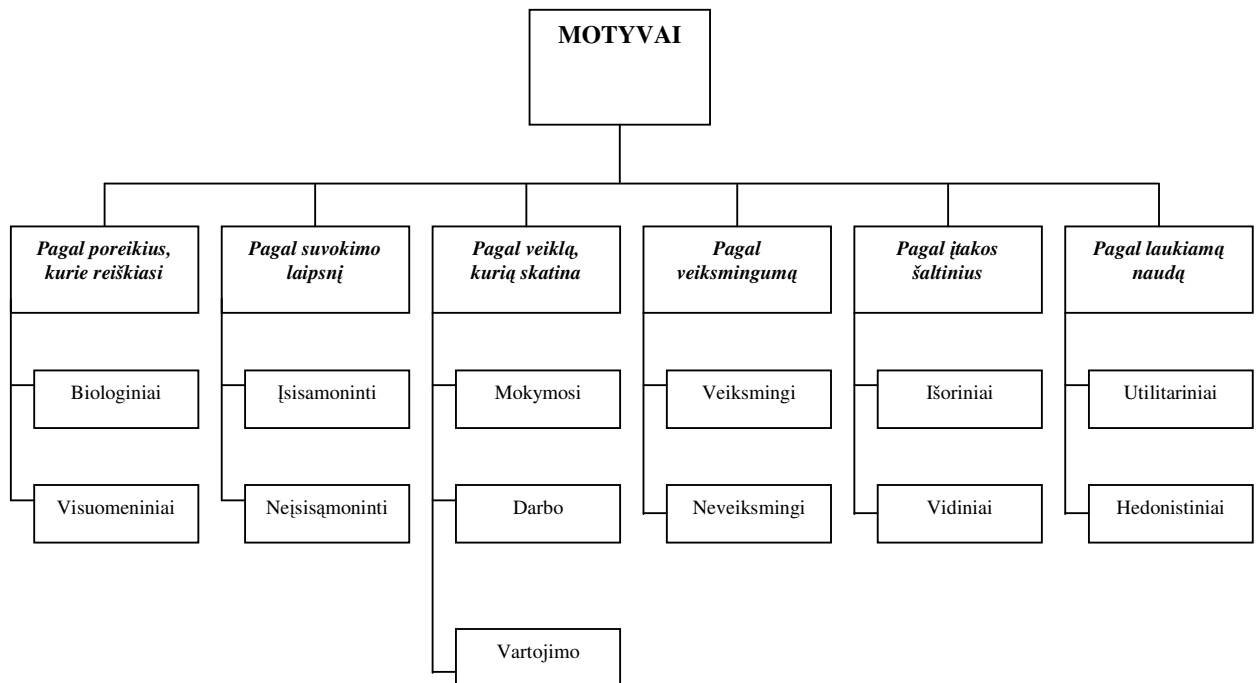 MOTYVAI
Pagal poreikius,
kurie reiškiasi
Pagal suvokimo
laipsnį
Pagal veiklą,
kurią skatina
Pagal
veiksmingumą
Pagal įtakos
šaltinius
Pagal laukiamą
naudą
Biologiniai
Įsisamoninti
Mokymosi
Veiksmingi
Išoriniai
Utilitariniai
Visuomeniniai
Neįsisąmoninti
Darbo
Neveiksmingi
Vidiniai
Hedonistiniai
Vartojimo